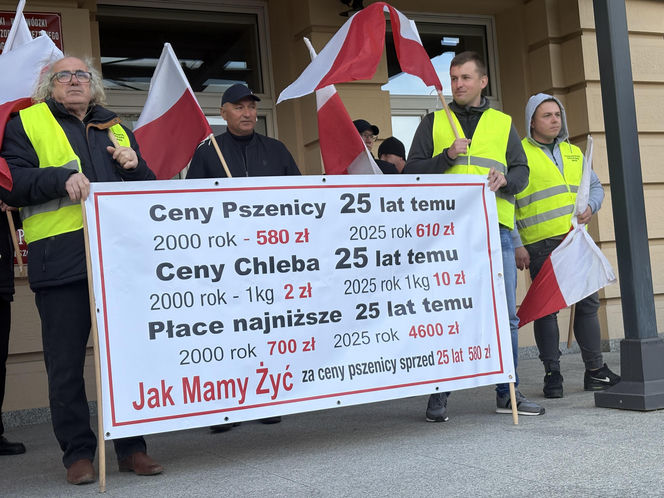 Ceny Pszenicy 25 lat temu
2000 rok - 580 zł 2025 rok 610 zł
Ceny Chleba 25 lat temu
2000 rok - 1kg 2 zł 2025 rok 1kg 10 zł
Płace najniższe 25 lat temu
2000 rok 700 zł 2025 rok 4600 zł
Jak Mamy Żyć za ceny pszenicy sprzed 25 lat 580 zł